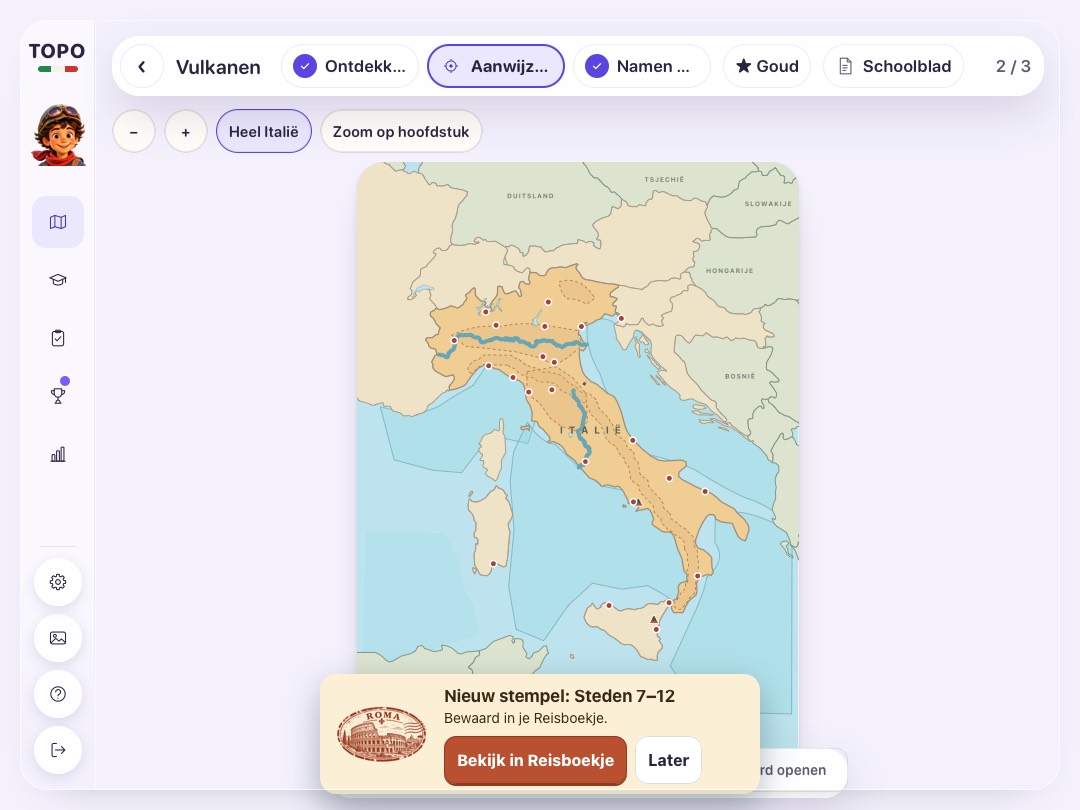 TOPO
Vulkanen
Ontdekk...
Aanwijz...
Namen ...
Goud
Schoolblad
2 / 3
–
+
Heel Italië
Zoom op hoofdstuk
DUITSLAND
TSJECHIË
SLOWAKIJE
HONGARIJE
BOSNIË
ITALIË
ROMA
Nieuw stempel: Steden 7–12
Bewaard in je Reisboekje.
Bekijk in Reisboekje
Later
rd openen